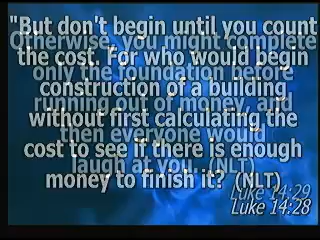 "But don't begin until you count
the cost. For who would begin
construction of a building
without first calculating the
cost to see if there is enough
money to finish it? (NLT)
Luke 14:28
Otherwise, you might complete
only the foundation before
running out of money, and
then everyone would
laugh at you. (NLT)
Luke 14:29